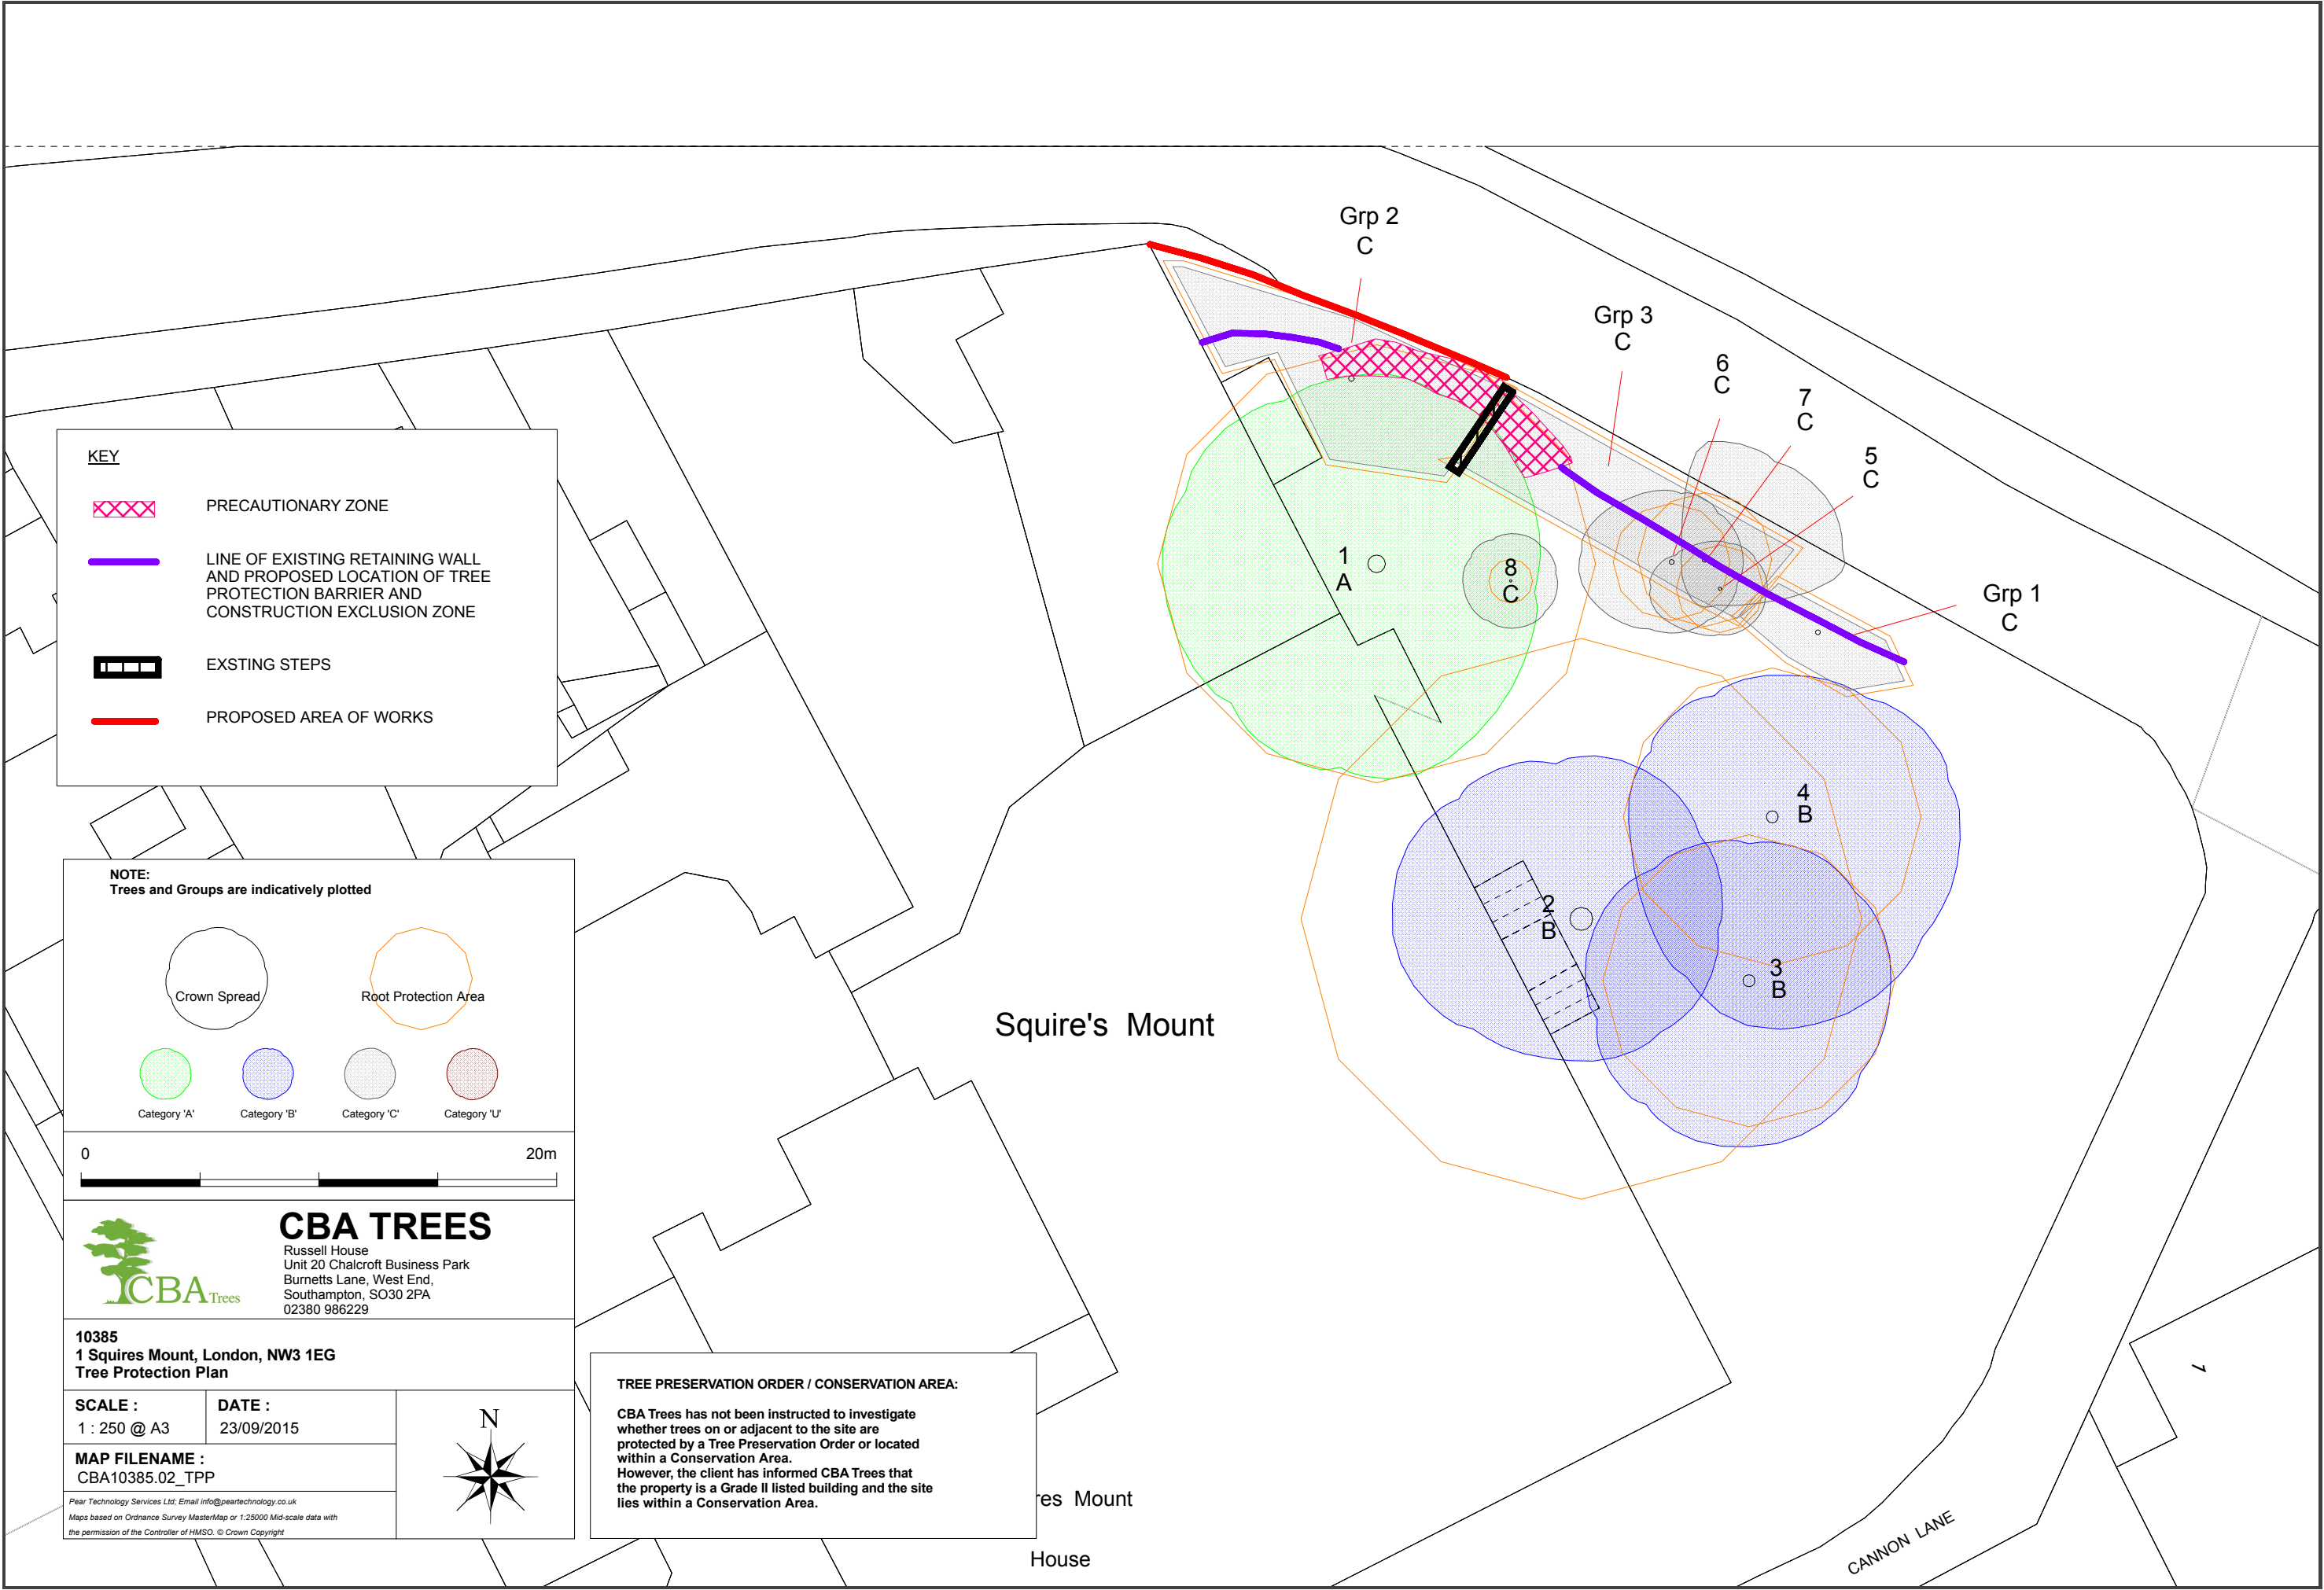 Grp 2
C
Grp 3
C
6
C
7
C
5
C
Grp 1
C
1
A
8
C
4
B
2
B
3
B
Squire's Mount
KEY
PRECAUTIONARY ZONE
LINE OF EXISTING RETAINING WALL
AND PROPOSED LOCATION OF TREE
PROTECTION BARRIER AND
CONSTRUCTION EXCLUSION ZONE
EXSTING STEPS
PROPOSED AREA OF WORKS
NOTE:
Trees and Groups are indicatively plotted
Crown Spread
Root Protection Area
Category 'A'
Category 'B'
Category 'C'
Category 'U'
0 20m
CBA Trees
CBA TREES
Russell House
Unit 20 Chalcroft Business Park
Burnetts Lane, West End,
Southampton, SO30 2PA
02380 986229
10385
1 Squires Mount, London, NW3 1EG
Tree Protection Plan
SCALE :
1 : 250 @ A3
DATE :
23/09/2015
MAP FILENAME :
CBA10385.02_TPP
Pear Technology Services Ltd; Email info@peartechnology.co.uk
Maps based on Ordnance Survey MasterMap or 1:25000 Mid-scale data with
the permission of the Controller of HMSO. © Crown Copyright
N
TREE PRESERVATION ORDER / CONSERVATION AREA:
CBA Trees has not been instructed to investigate
whether trees on or adjacent to the site are
protected by a Tree Preservation Order or located
within a Conservation Area.
However, the client has informed CBA Trees that
the property is a Grade II listed building and the site
lies within a Conservation Area.
res Mount
House
CANNON LANE
1